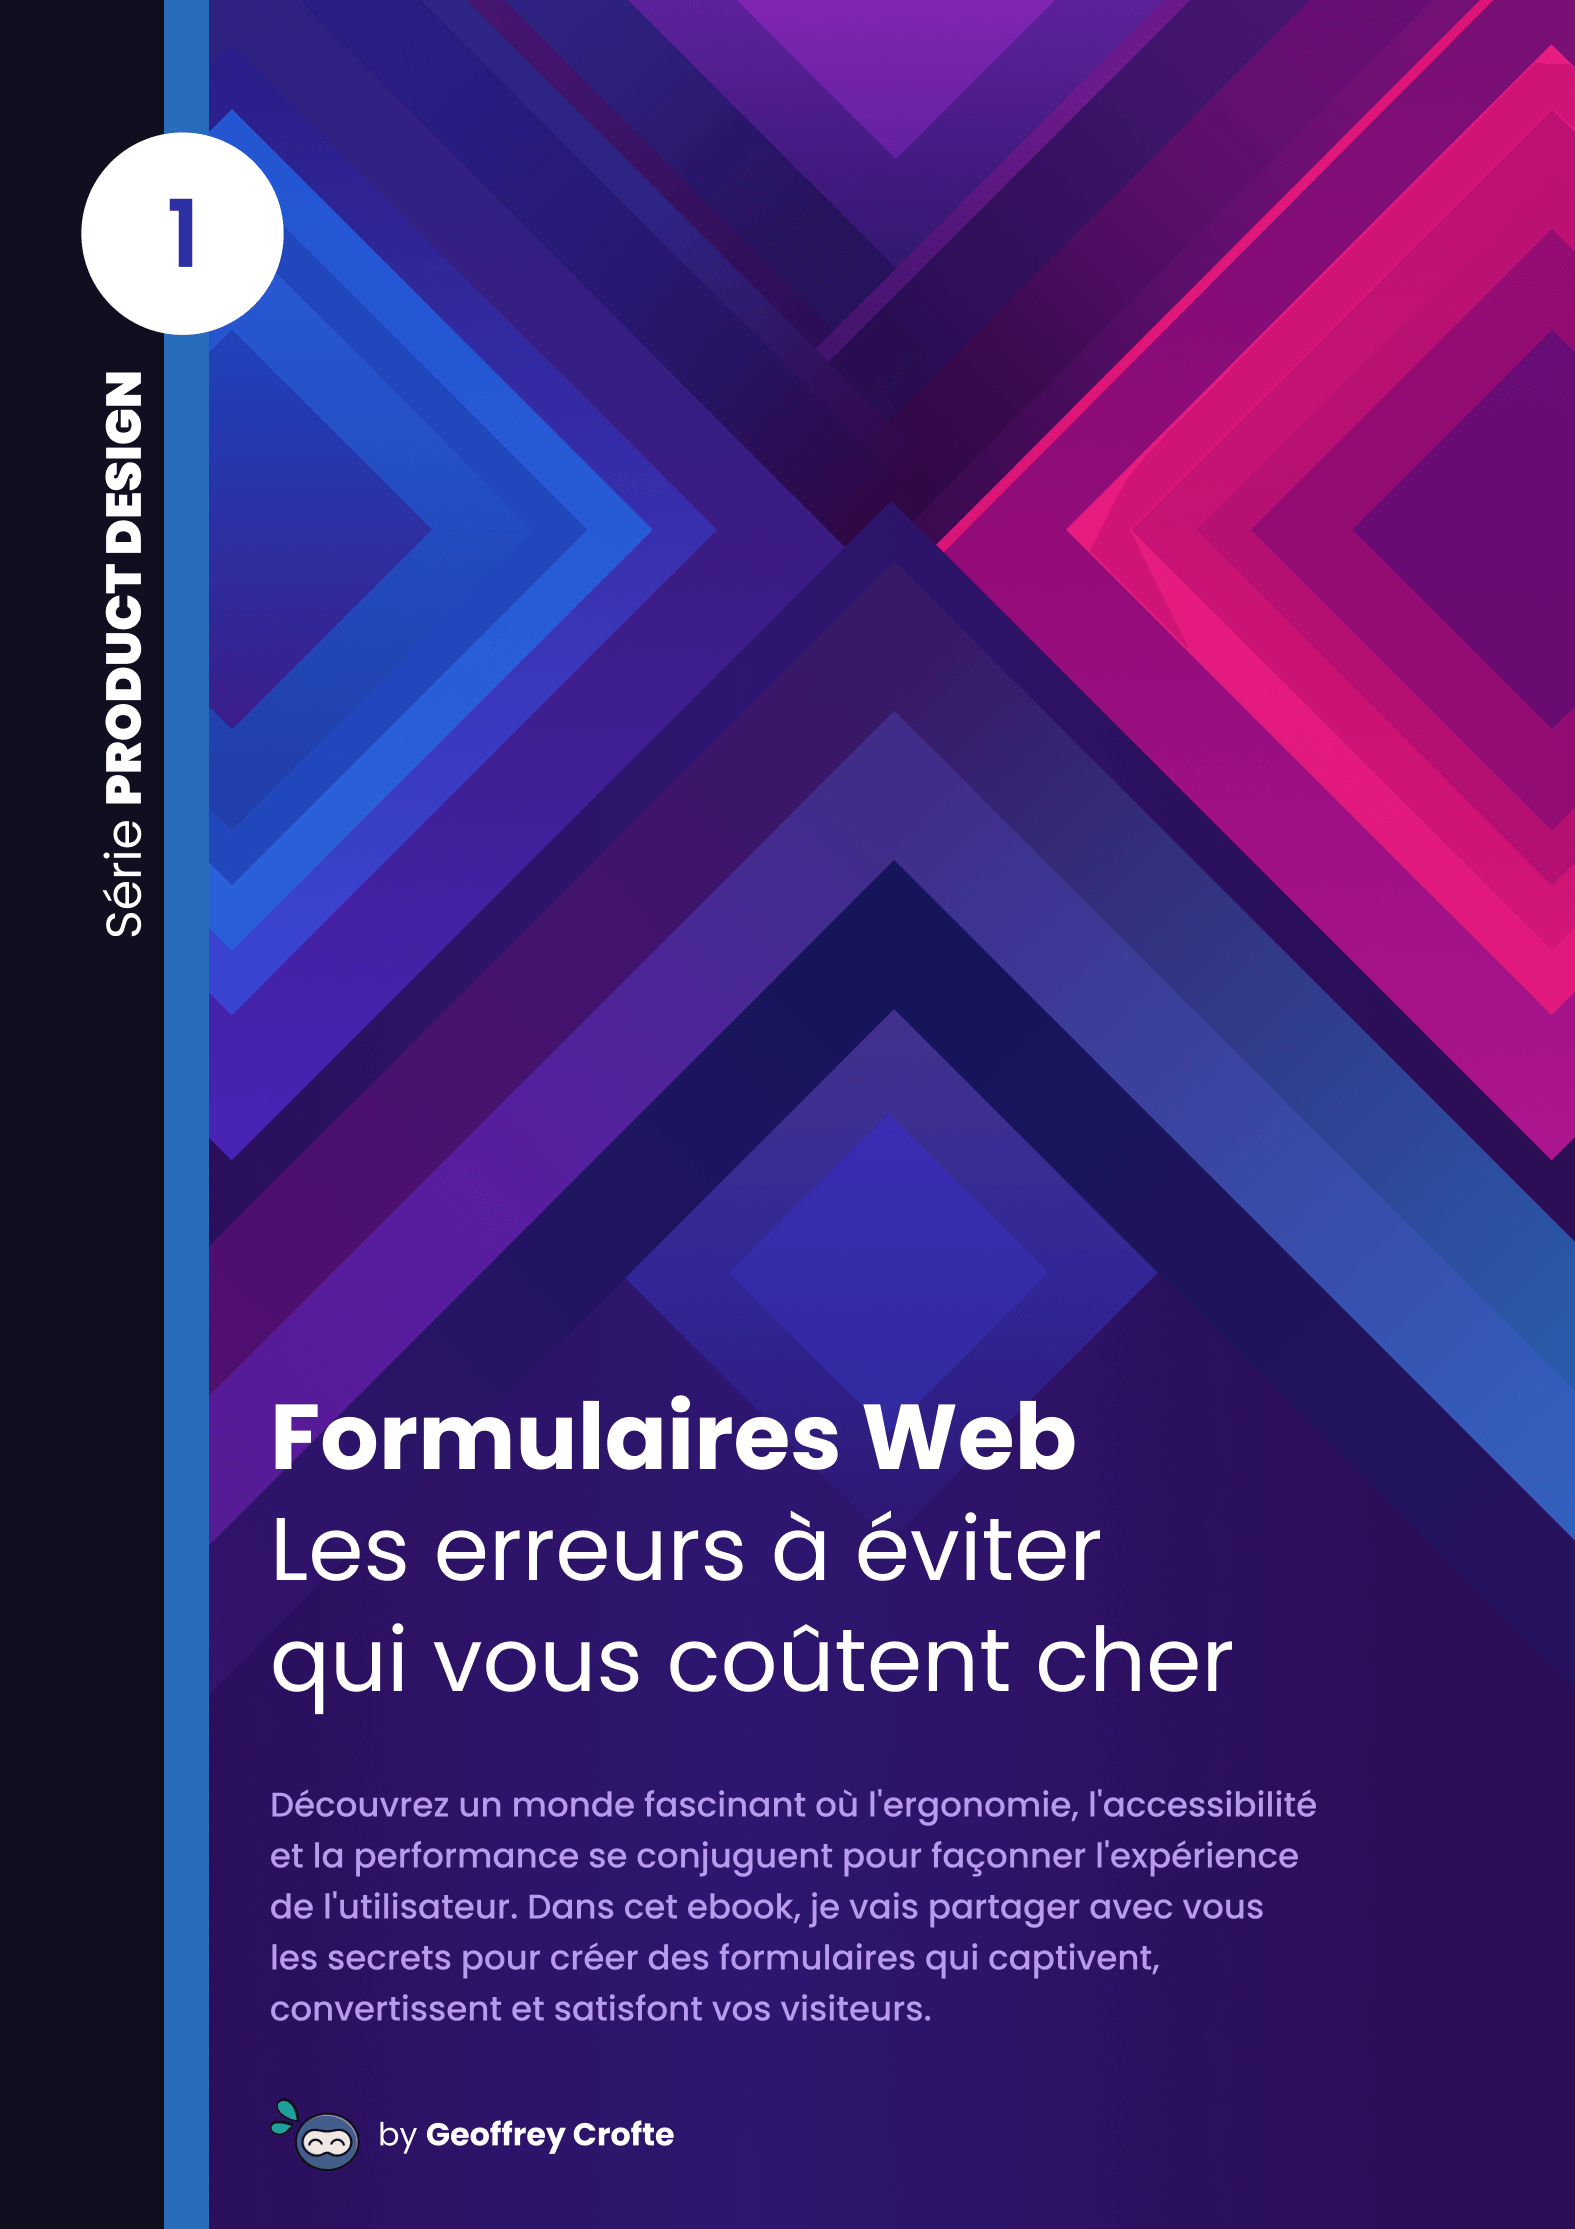 1
Série PRODUCT DESIGN
Formulaires Web
Les erreurs à éviter
qui vous coûtent cher
Découvrez un monde fascinant où l'ergonomie, l'accessibilité
et la performance se conjuguent pour façonner l'expérience
de l'utilisateur. Dans cet ebook, je vais partager avec vous
les secrets pour créer des formulaires qui captivent,
convertissent et satisfont vos visiteurs.
by Geoffrey Crofte